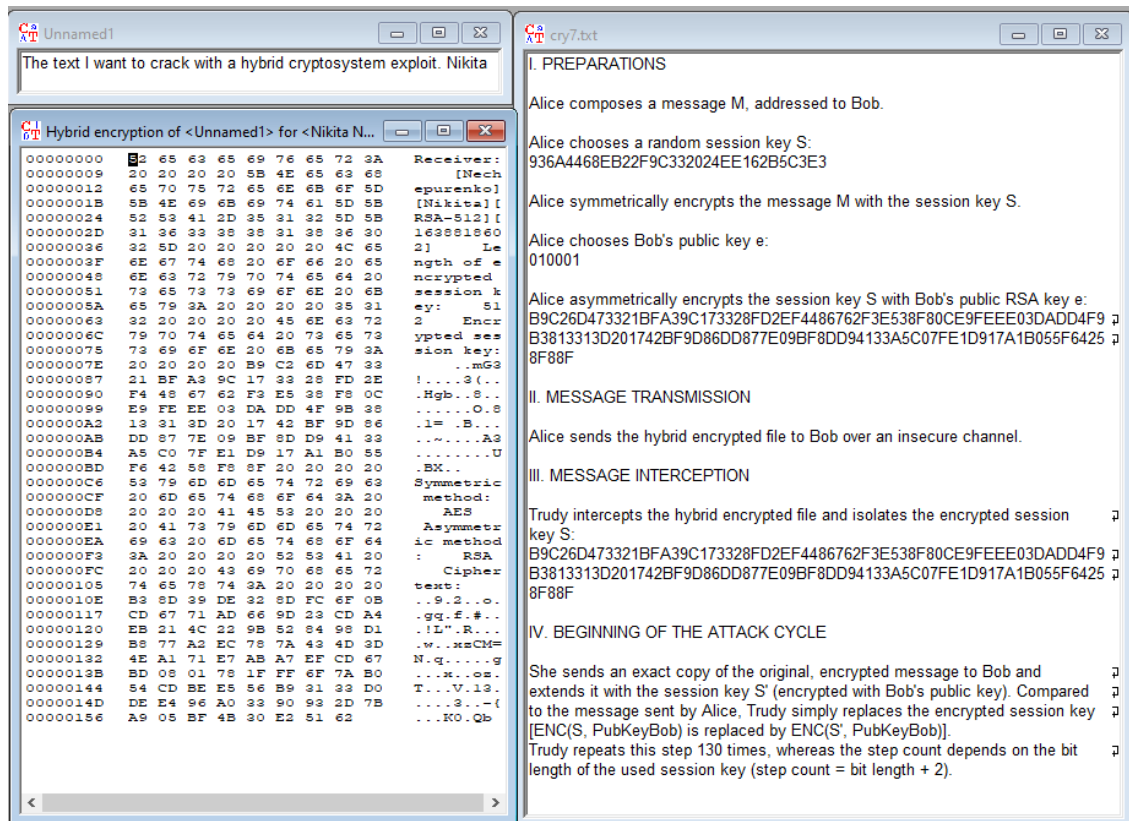 Unnamed1
The text I want to crack with a hybrid cryptosystem exploit. Nikita
Hybrid encryption of <Unnamed1> for <Nikita N...
00000000 52 65 63 65 69 76 65 72 3A Receiver:
00000009 20 20 20 20 5B 4E 65 63 68 [Nech
00000012 65 70 75 72 65 6E 6B 6F 5D epurenko]
0000001B 5B 4E 69 6B 69 74 61 5D 5B [Nikita][
00000024 52 53 41 2D 35 31 32 5D 5B RSA-512][
0000002D 31 36 33 38 38 31 38 36 30 163881860
00000036 32 5D 20 20 20 20 20 4C 65 2] Le
0000003F 6E 67 74 68 20 6F 66 20 65 ngth of e
00000048 6E 63 72 79 70 74 65 64 20 ncrypted
00000051 73 65 73 73 69 6F 6E 20 6B session k
0000005A 65 79 3A 20 20 20 20 35 31 ey: 51
00000063 32 20 20 20 20 45 6E 63 72 2 Encr
0000006C 79 70 74 65 64 20 73 65 73 ypted ses
00000075 73 69 6F 6E 20 6B 65 79 3A sion key:
0000007E 20 20 20 20 B9 C2 6D 47 33 ..mG3
00000087 21 BF A3 9C 17 33 28 FD 2E !....3(..
00000090 F4 48 67 62 F3 E5 38 F8 0C .Hgb..8..
00000099 E9 FE EE 03 DA DD 4F 9B 38 ......O.8
000000A2 13 31 3D 20 17 42 BF 9D 86 .1= .B...
000000AB DD 87 7E 09 BF 8D D9 41 33 ..~....A3
000000B4 A5 C0 7F E1 D9 17 A1 B0 55 ........U
000000BD F6 42 58 F8 8F 20 20 20 20 .BX..
000000C6 53 79 6D 6D 65 74 72 69 63 Symmetric
000000CF 20 6D 65 74 68 6F 64 3A 20 method:
000000D8 20 20 20 41 45 53 20 20 20 AES
000000E1 20 41 73 79 6D 6D 65 74 72 Asymmetr
000000EA 69 63 20 6D 65 74 68 6F 64 ic method
000000F3 3A 20 20 20 20 52 53 41 20 : RSA
000000FC 20 20 20 43 69 70 68 65 72 Cipher
00000105 74 65 78 74 3A 20 20 20 20 text:
0000010E B3 8D 39 DE 32 8D FC 6F 0B ..9.2..o.
00000117 CD 67 71 AD 66 9D 23 CD A4 .gq.f.#..
00000120 EB 21 4C 22 9B 52 84 98 D1 .!L".R...
00000129 B8 77 A2 EC 78 7A 43 4D 3D .w..xzCM=
00000132 4E A1 71 E7 AB A7 EF CD 67 N.q.....g
0000013B BD 08 01 78 1F FF 6F 7A B0 ...x..oz.
00000144 54 CD BE E5 56 B9 31 33 D0 T...V.13.
0000014D DE E4 96 A0 33 90 93 2D 7B ....3..-{
00000156 A9 05 BF 4B 30 E2 51 62 ...K0.Qb
cry7.txt
I. PREPARATIONS
Alice composes a message M, addressed to Bob.
Alice chooses a random session key S:
936A4468EB22F9C332024EE162B5C3E3
Alice symmetrically encrypts the message M with the session key S.
Alice chooses Bob's public key e:
010001
Alice asymmetrically encrypts the session key S with Bob's public RSA key e:
B9C26D473321BFA39C173328FD2EF4486762F3E538F80CE9FEEE03DADD4F9
B3813313D201742BF9D86DD877E09BF8DD94133A5C07FE1D917A1B055F6425
8F88F
II. MESSAGE TRANSMISSION
Alice sends the hybrid encrypted file to Bob over an insecure channel.
III. MESSAGE INTERCEPTION
Trudy intercepts the hybrid encrypted file and isolates the encrypted session
key S:
B9C26D473321BFA39C173328FD2EF4486762F3E538F80CE9FEEE03DADD4F9
B3813313D201742BF9D86DD877E09BF8DD94133A5C07FE1D917A1B055F6425
8F88F
IV. BEGINNING OF THE ATTACK CYCLE
She sends an exact copy of the original, encrypted message to Bob and
extends it with the session key S' (encrypted with Bob's public key). Compared
to the message sent by Alice, Trudy simply replaces the encrypted session key
[ENC(S, PubKeyBob) is replaced by ENC(S', PubKeyBob)].
Trudy repeats this step 130 times, whereas the step count depends on the bit
length of the used session key (step count = bit length + 2).